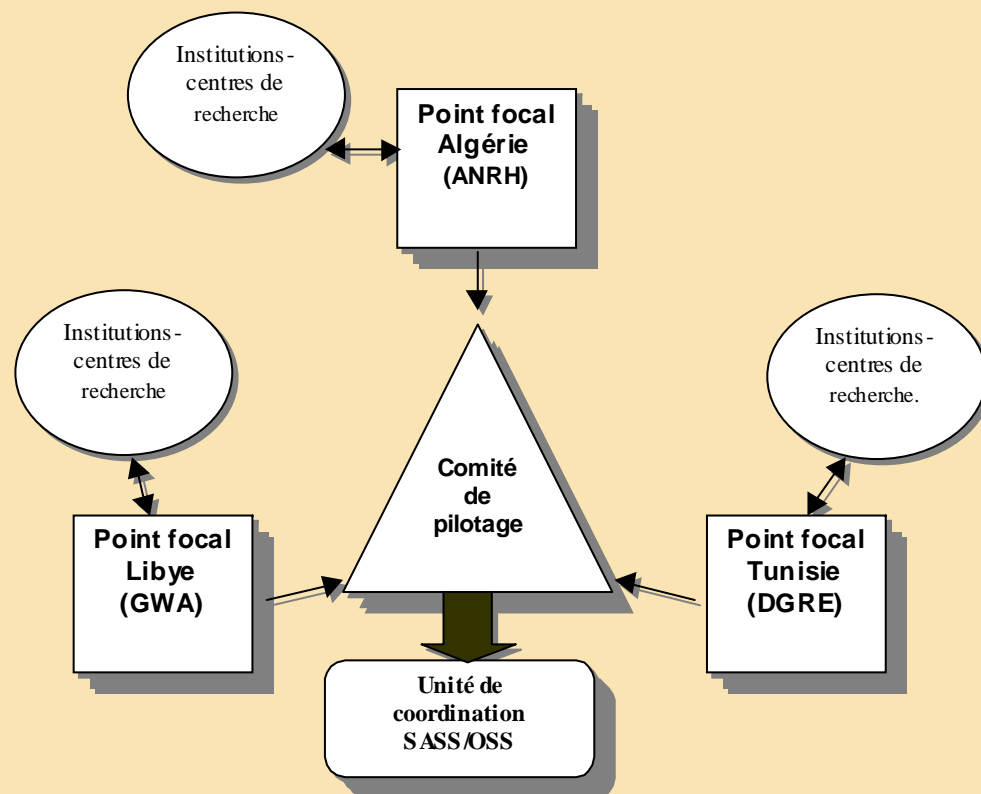 Institutions-
centres de
recherche
Point focal
Algérie
(ANRH)
Institutions-
centres de
recherche
Institutions-
centres de
recherche.
Comité
de
pilotage
Point focal
Libye
(GWA)
Point focal
Tunisie
(DGRE)
Unité de
coordination
SASS/OSS